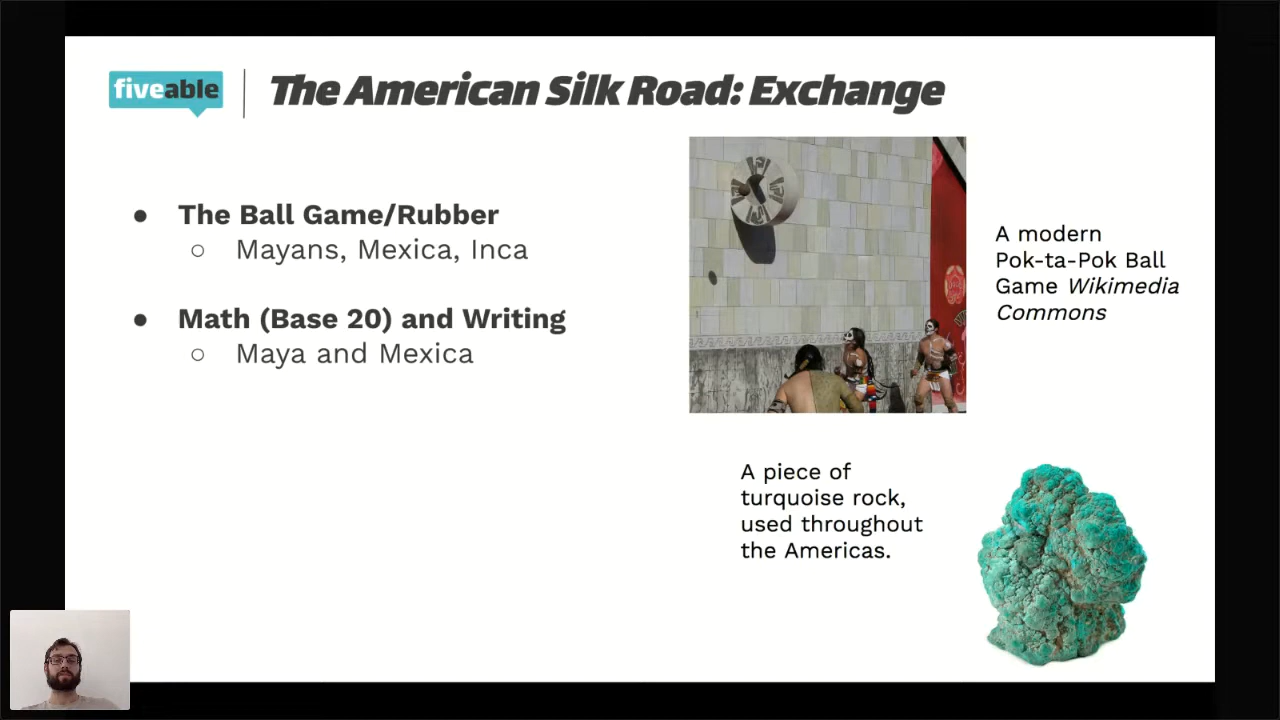 fiveable
The American Silk Road: Exchange
● The Ball Game/Rubber
○ Mayans, Mexica, Inca
● Math (Base 20) and Writing
○ Maya and Mexica
A modern
Pok-ta-Pok Ball
Game Wikimedia
Commons
A piece of
turquoise rock,
used throughout
the Americas.